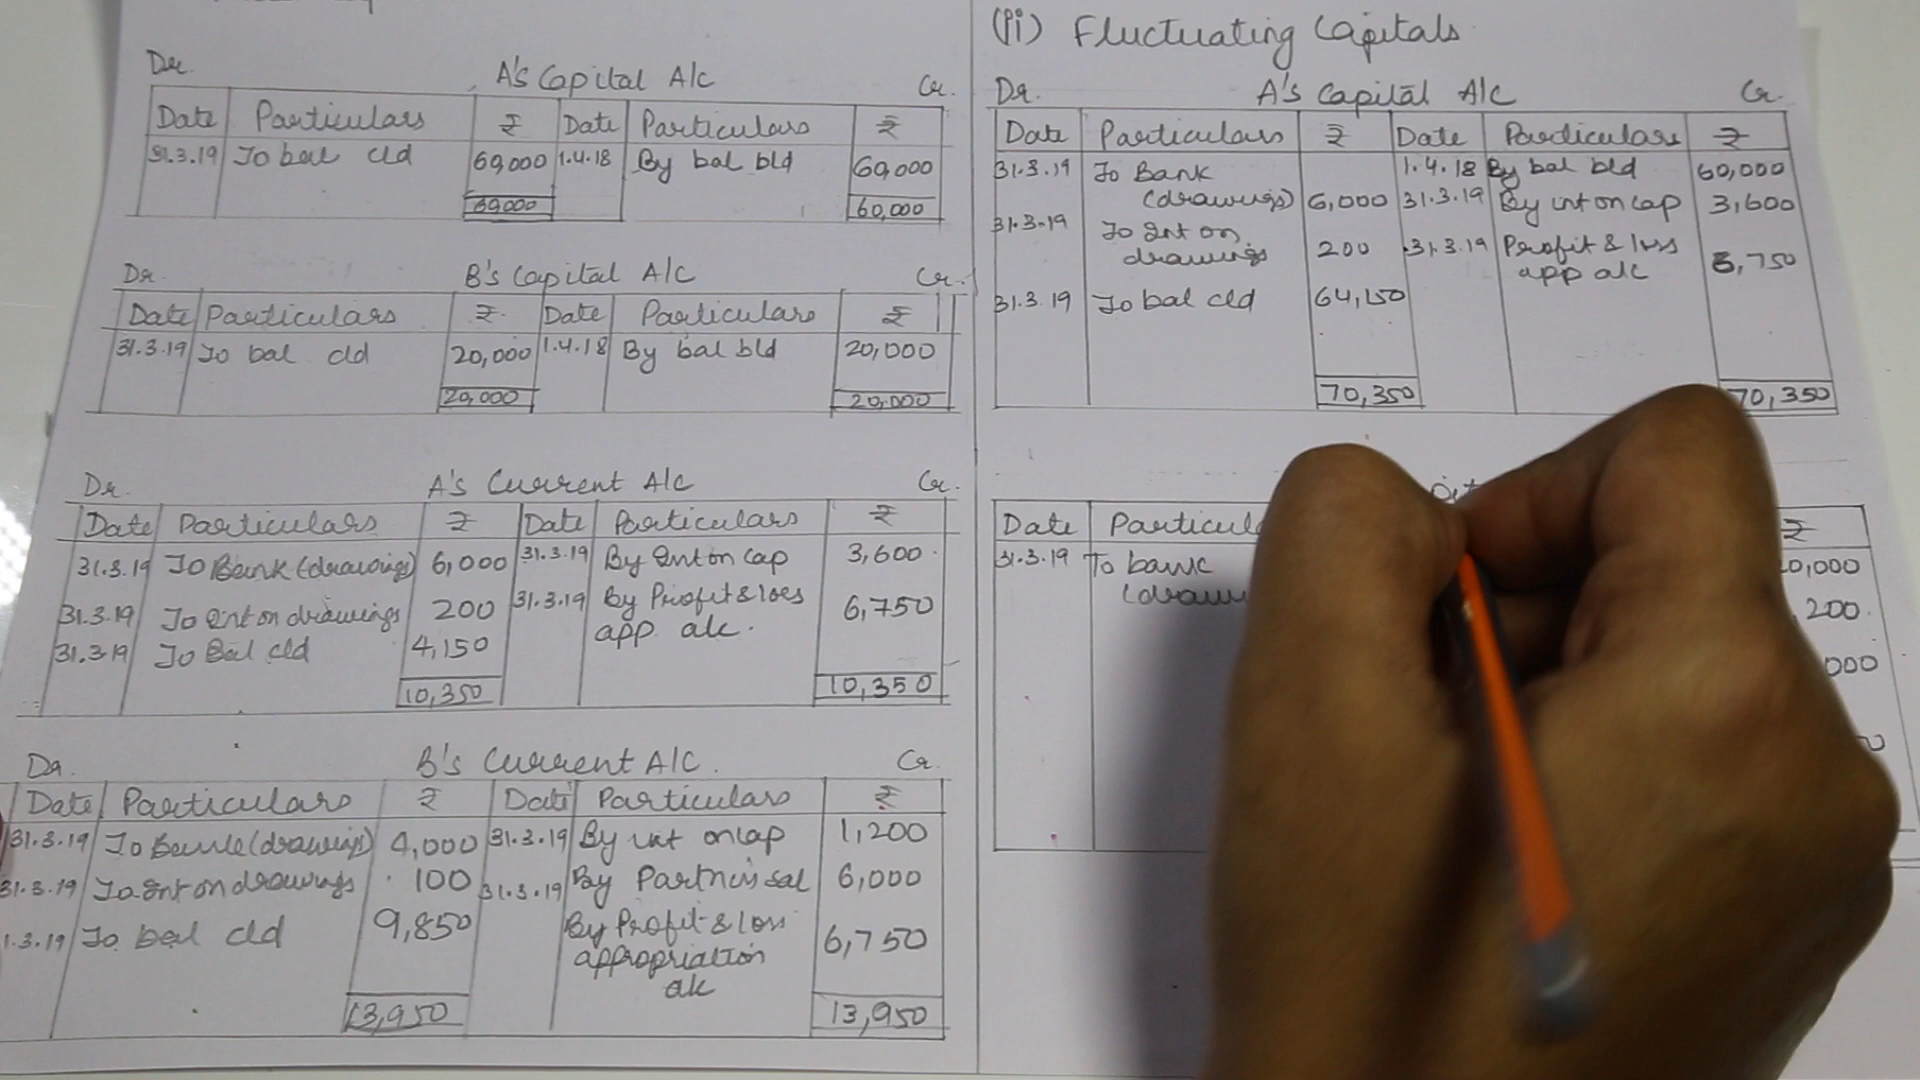 Dr. A's Capital A/c Cr.
Date Particulars ₹ Date Particulars ₹
31.3.19 To bal c/d 60,000 1.4.18 By bal b/d 60,000
60,000 60,000
Dr. B's Capital A/c Cr.
Date Particulars ₹ Date Particulars ₹
31.3.19 To bal c/d 20,000 1.4.18 By bal b/d 20,000
20,000 20,000
Dr. A's Current A/c Cr.
Date Particulars ₹ Date Particulars ₹
31.3.19 To Bank (drawings) 6,000 31.3.19 By Int on Cap 3,600
31.3.19 To Int on drawings 200 31.3.19 By Profit & loss
app. a/c. 6,750
31.3.19 To Bal c/d 4,150
10,350 10,350
Dr. B's Current A/c. Cr.
Date Particulars ₹ Date Particulars ₹
31.3.19 To Bank (drawings) 4,000 31.3.19 By int on cap 1,200
31.3.19 To Int on drawings 100 31.3.19 By Partner's sal 6,000
1.3.19 To bal c/d 9,850 By Profit & loss
appropriation 6,750
a/c
13,950 13,950
(ii) Fluctuating Capitals
Dr. A's Capital A/c Cr.
Date Particulars ₹ Date Particulars ₹
31.3.19 To Bank 1.4.18 By bal b/d 60,000
(drawings) 6,000 31.3.19 By int on cap 3,600
31.3.19 To Int on
drawings 200 31.3.19 Profit & loss
app a/c 6,750
31.3.19 To bal c/d 64,150
70,350 70,350
Date Particula ₹
31.3.19 To bank 0,000
(draw 200
000